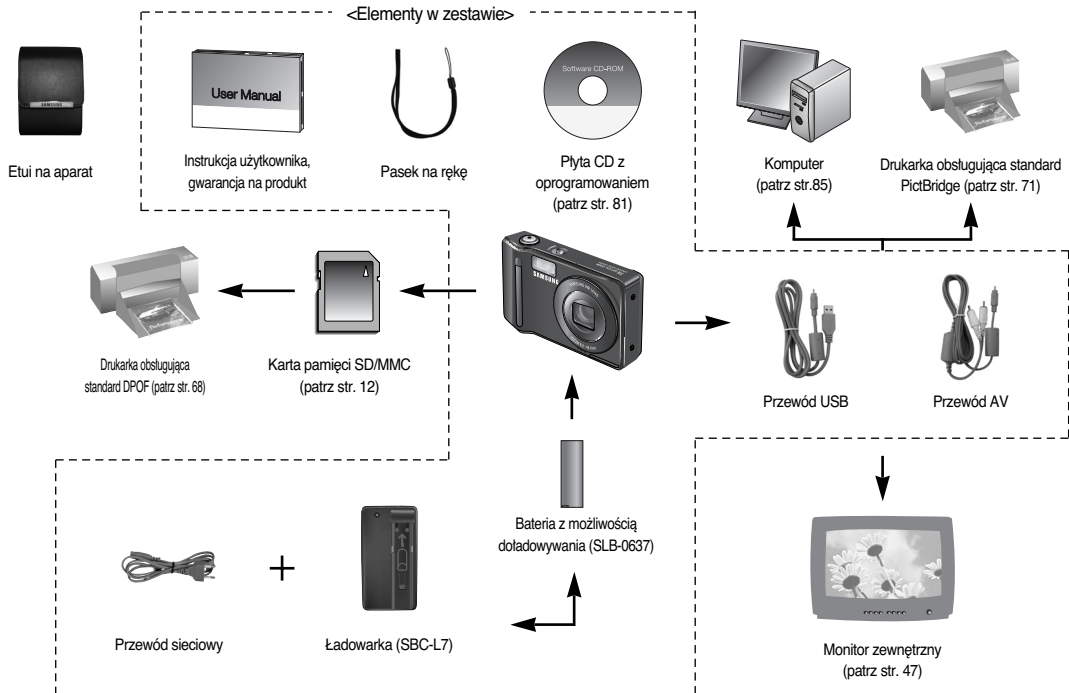 <Elementy w zestawie>
SAMSUNG
Etui na aparat
User Manual
Instrukcja użytkownika,
gwarancja na produkt
Pasek na rękę
Software CD-ROM
Płyta CD z
oprogramowaniem
(patrz str. 81)
Komputer
(patrz str.85)
Drukarka obsługująca standard
PictBridge (patrz str. 71)
Drukarka obsługująca
standard DPOF (patrz str. 68)
Karta pamięci SD/MMC
(patrz str. 12)
SAMSUNG
Przewód USB
Przewód AV
Bateria z możliwością
doładowywania (SLB-0637)
Przewód sieciowy
+
Ładowarka (SBC-L7)
Monitor zewnętrzny
(patrz str. 47)